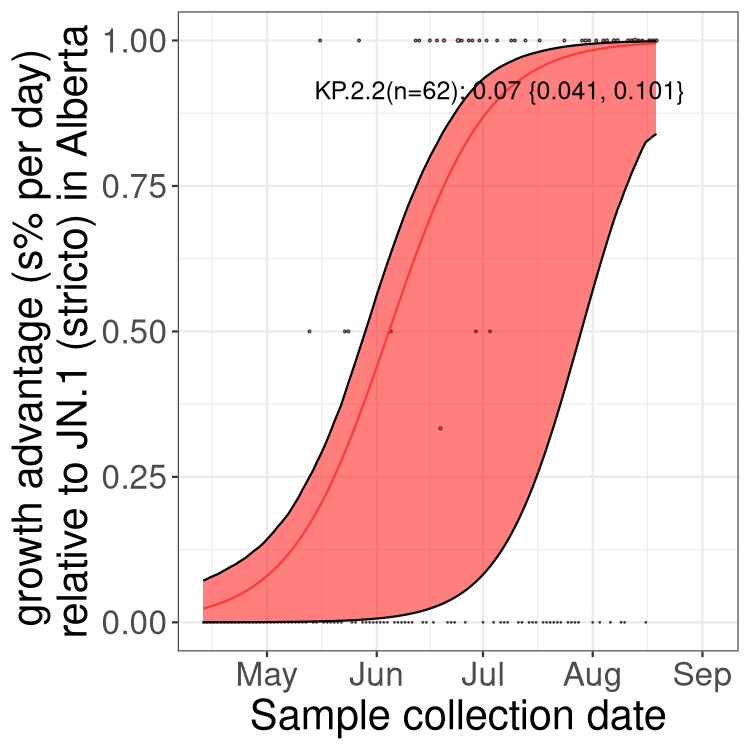 growth advantage (s% per day)
relative to JN.1 (stricto) in Alberta
1.00
KP.2.2(n=62): 0.07 {0.041, 0.101}
0.75
0.50
0.25
0.00
May Jun Jul Aug Sep
Sample collection date